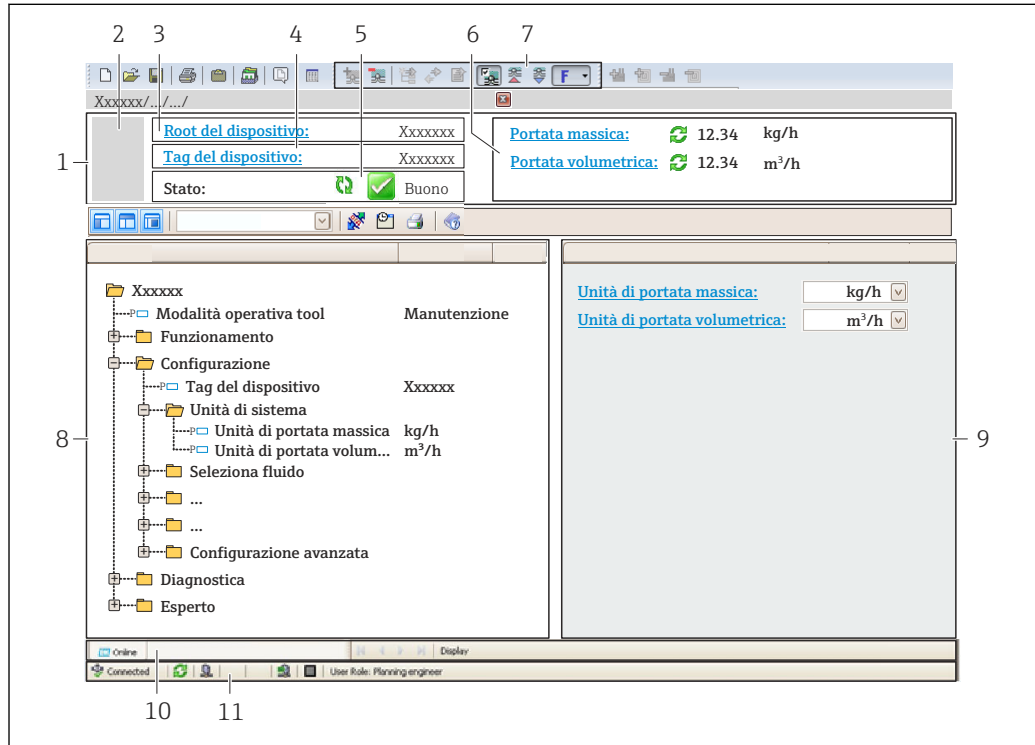 2 3 4 5 6 7
F
Xxxxxx/.../.../
1
Root del dispositivo: Xxxxxxx
Tag del dispositivo: Xxxxxxx
Stato: Buono
Portata massica: 12.34 kg/h
Portata volumetrica: 12.34 m³/h
Xxxxxx
P Modalità operativa tool Manutenzione
Funzionamento
Configurazione
P Tag del dispositivo Xxxxxx
Unità di sistema
P Unità di portata massica kg/h
P Unità di portata volum... m³/h
Seleziona fluido
...
...
Configurazione avanzata
Diagnostica
Esperto
8
Unità di portata massica: kg/h
Unità di portata volumetrica: m³/h
9
Online Display
Connected User Role: Planning engineer
10 11